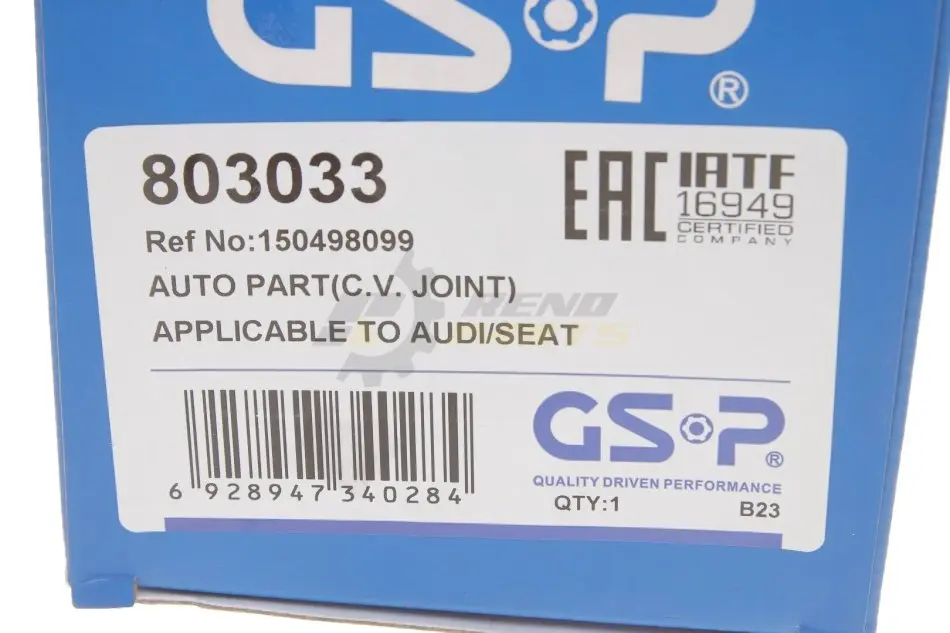 GSP®
803033
EAC
IATF
16949
CERTIFIED
COMPANY
Ref No:150498099
AUTO PART(C.V. JOINT)
APPLICABLE TO AUDI/SEAT
6 928947 340284
GSP®
QUALITY DRIVEN PERFORMANCE
QTY:1
B23